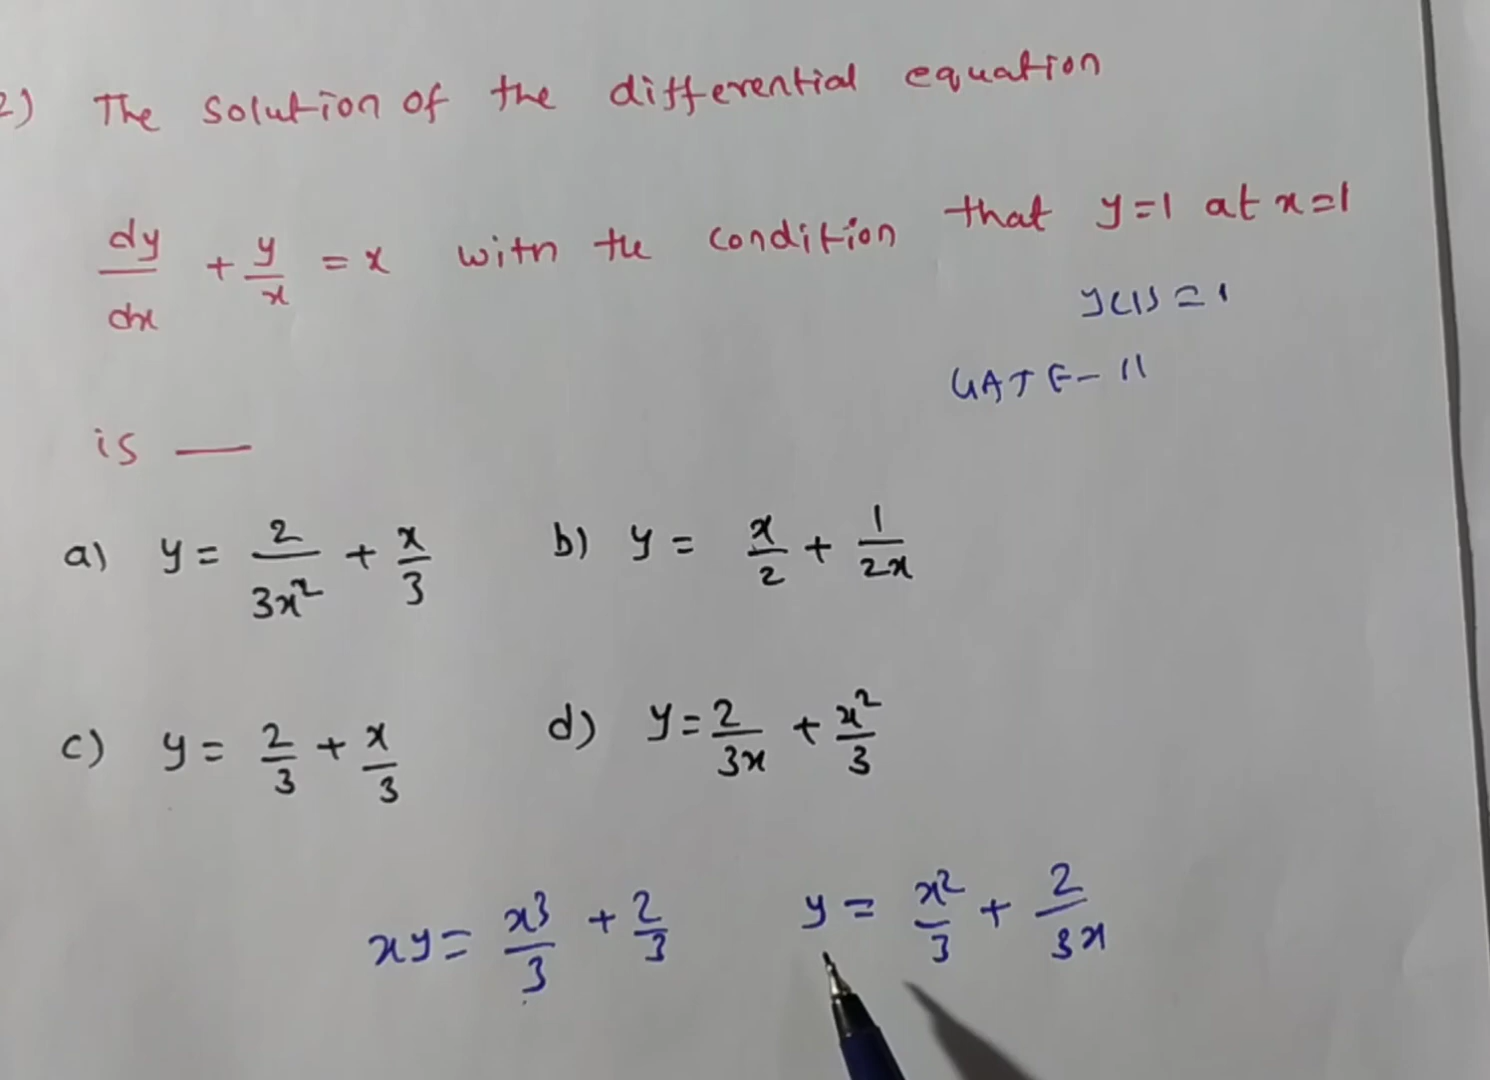 2) The solution of the differential equation
dy/dx + y/x = x with the condition that y=1 at x=1
y(1) = 1
GATE - 11
is —
a) y = 2/3x² + x/3   b) y = x/2 + 1/2x
c) y = 2/3 + x/3   d) y = 2/3x + x²/3
xy = x³/3 + 2/3   y = x²/3 + 2/3x